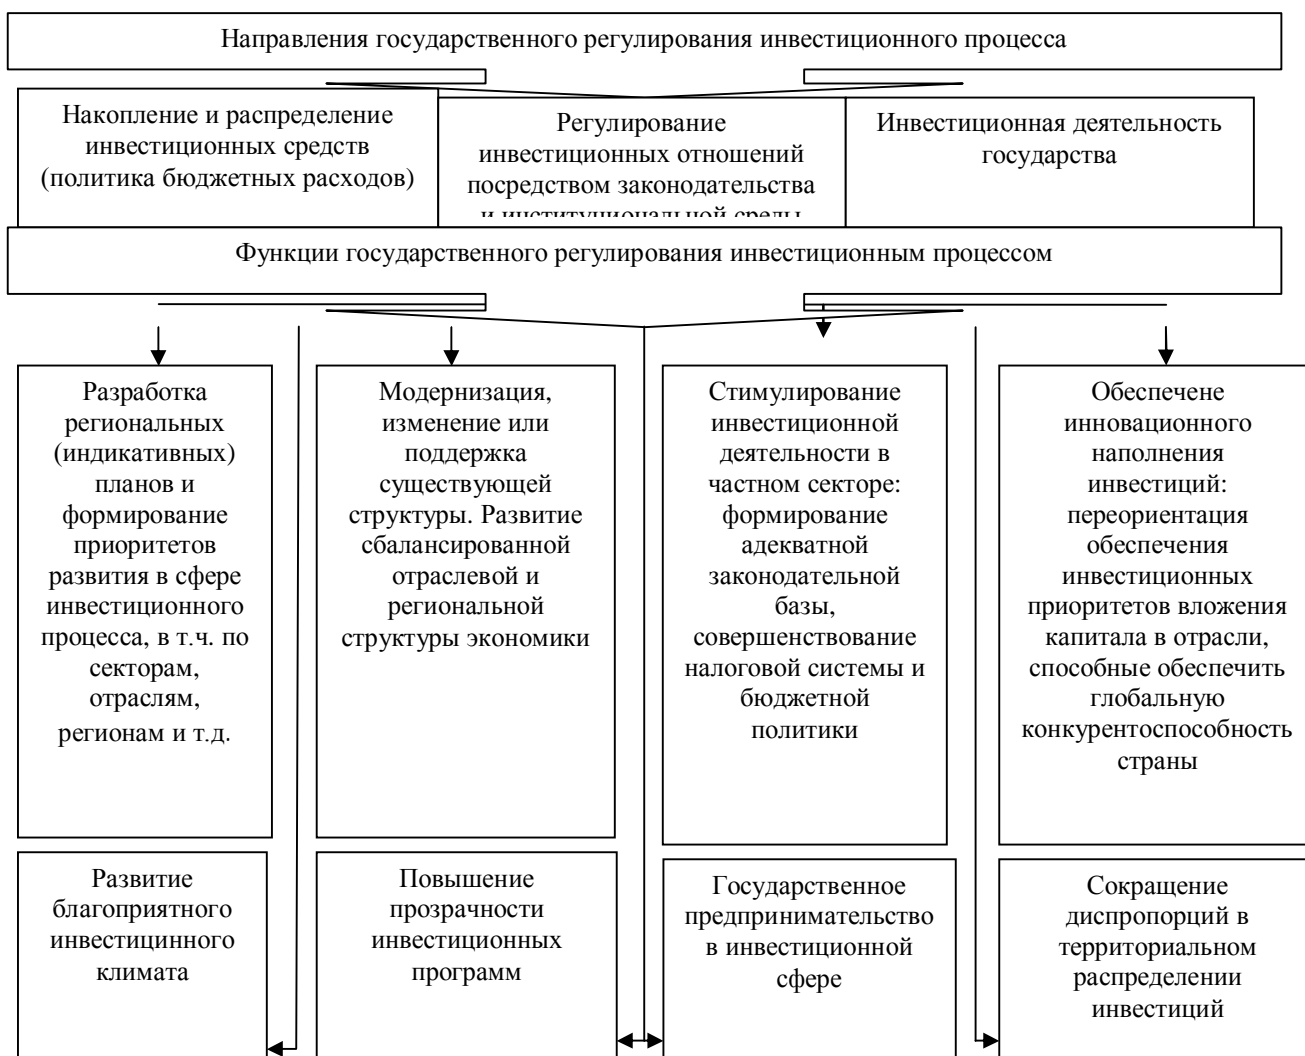 Направления государственного регулирования инвестиционного процесса
Накопление и распределение
инвестиционных средств
(политика бюджетных расходов)
Регулирование
инвестиционных отношений
посредством законодательства
и институциональной среды
Инвестиционная деятельность
государства
Функции государственного регулирования инвестиционным процессом
Разработка
региональных
(индикативных)
планов и
формирование
приоритетов
развития в сфере
инвестиционного
процесса, в т.ч. по
секторам,
отраслям,
регионам и т.д.
Модернизация,
изменение или
поддержка
существующей
структуры. Развитие
сбалансированной
отраслевой и
региональной
структуры экономики
Стимулирование
инвестиционной
деятельности в
частном секторе:
формирование
адекватной
законодательной
базы,
совершенствование
налоговой системы и
бюджетной
политики
Обеспечене
инновационного
наполнения
инвестиций:
переориентация
обеспечения
инвестиционных
приоритетов вложения
капитала в отрасли,
способные обеспечить
глобальную
конкурентоспособность
страны
Развитие
благоприятного
инвестицинного
климата
Повышение
прозрачности
инвестиционных
программ
Государственное
предпринимательство
в инвестиционной
сфере
Сокращение
диспропорций в
территориальном
распределении
инвестиций